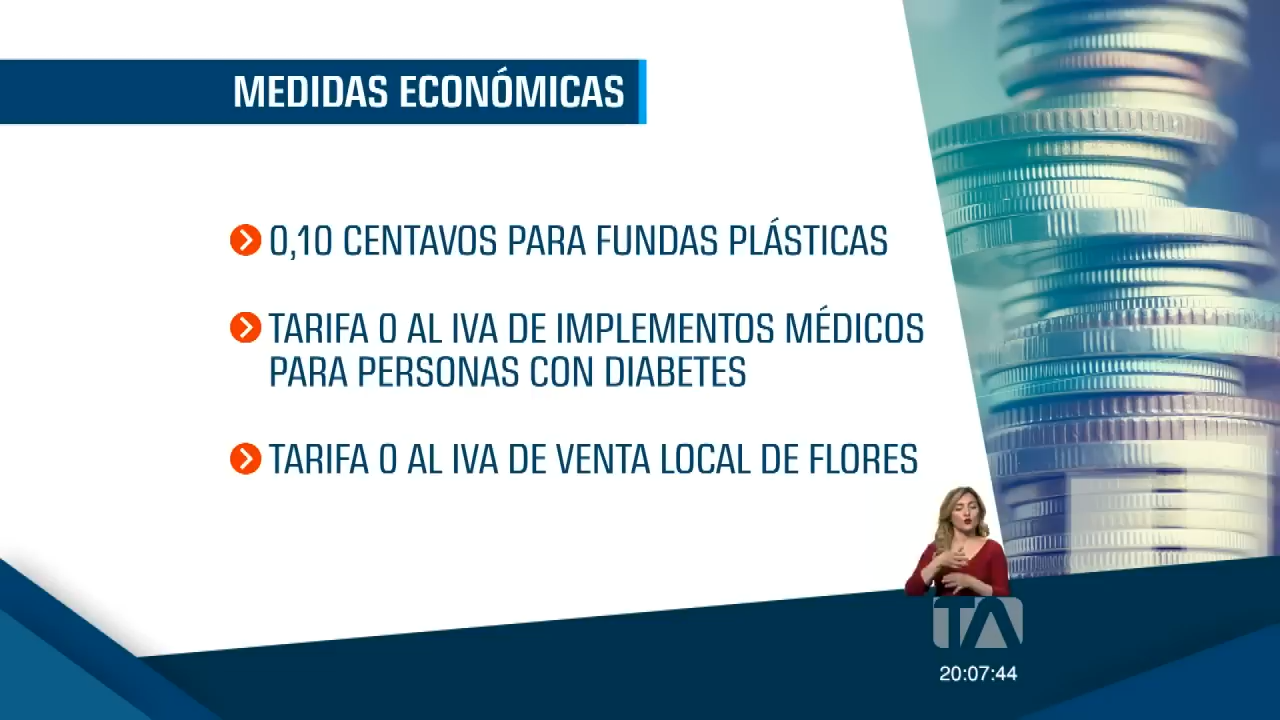 MEDIDAS ECONÓMICAS
0,10 CENTAVOS PARA FUNDAS PLÁSTICAS
TARIFA 0 AL IVA DE IMPLEMENTOS MÉDICOS
PARA PERSONAS CON DIABETES
TARIFA 0 AL IVA DE VENTA LOCAL DE FLORES
TA
20:07:44